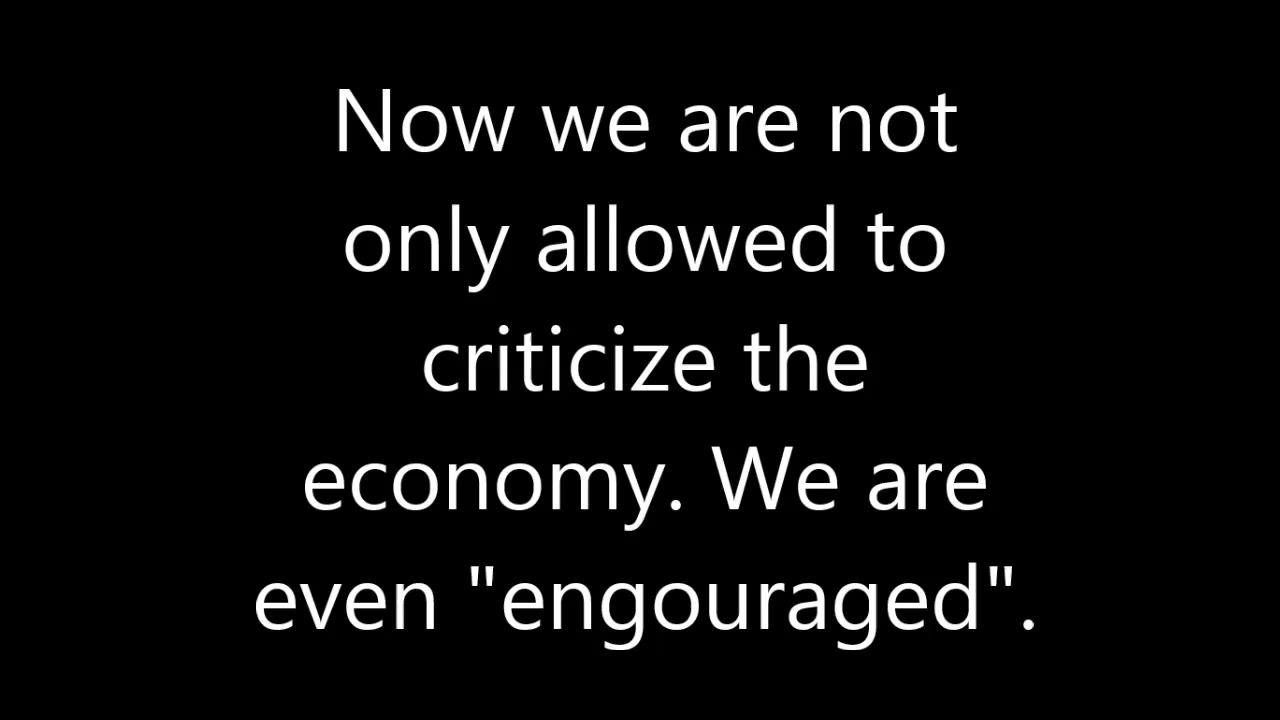 Now we are not
only allowed to
criticize the
economy. We are
even "engouraged".